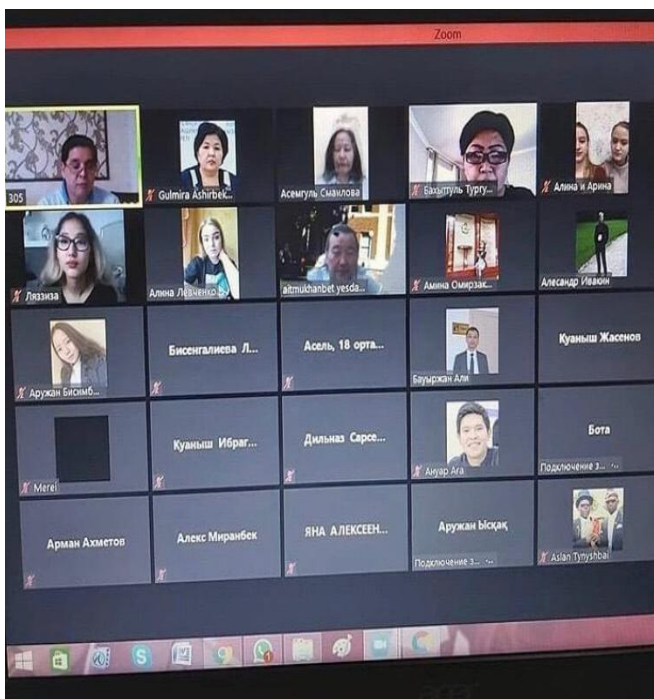 Zoom
305
Gulmira Ashirbek...
Асемгуль Смаилова
Бахытгуль Тургу...
Алина и Арина
Ляззиза
Алина Левченко
aitmukhanbet yesda...
Амина Омирзак...
Алесандр Ивакин
Аружан Бисимб...
Бисенгалиева Л...
Асель, 18 орта...
Бауыржан Али
Куаныш Жасенов
Merei
Куаныш Ибраг...
Дильназ Сарсе...
Ануар Ага
Бота
Подключение з...
Арман Ахметов
Алекс Миранбек
ЯНА АЛЕКСЕЕН...
Аружан Ысқақ
Подключение з...
Aslan Tynyshbai